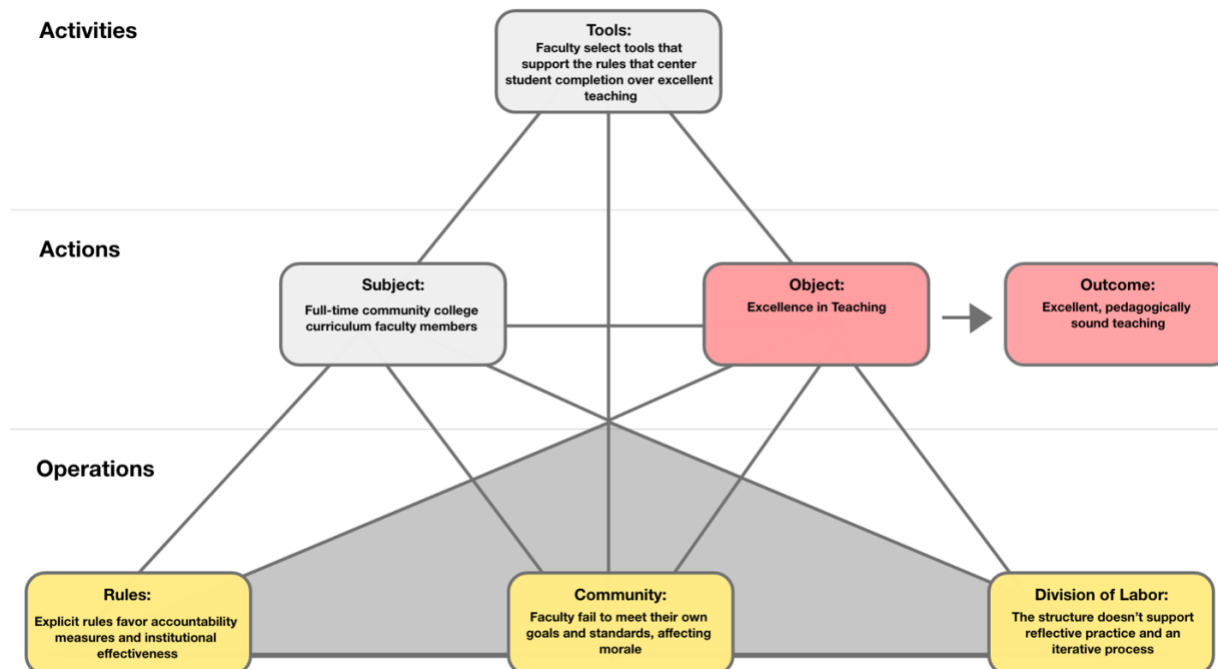 Activities
Tools:
Faculty select tools that
support the rules that center
student completion over excellent
teaching
Actions
Subject:
Full-time community college
curriculum faculty members
Object:
Excellence in Teaching
Outcome:
Excellent, pedagogically
sound teaching
Operations
Rules:
Explicit rules favor accountability
measures and institutional
effectiveness
Community:
Faculty fail to meet their own
goals and standards, affecting
morale
Division of Labor:
The structure doesn't support
reflective practice and an
iterative process